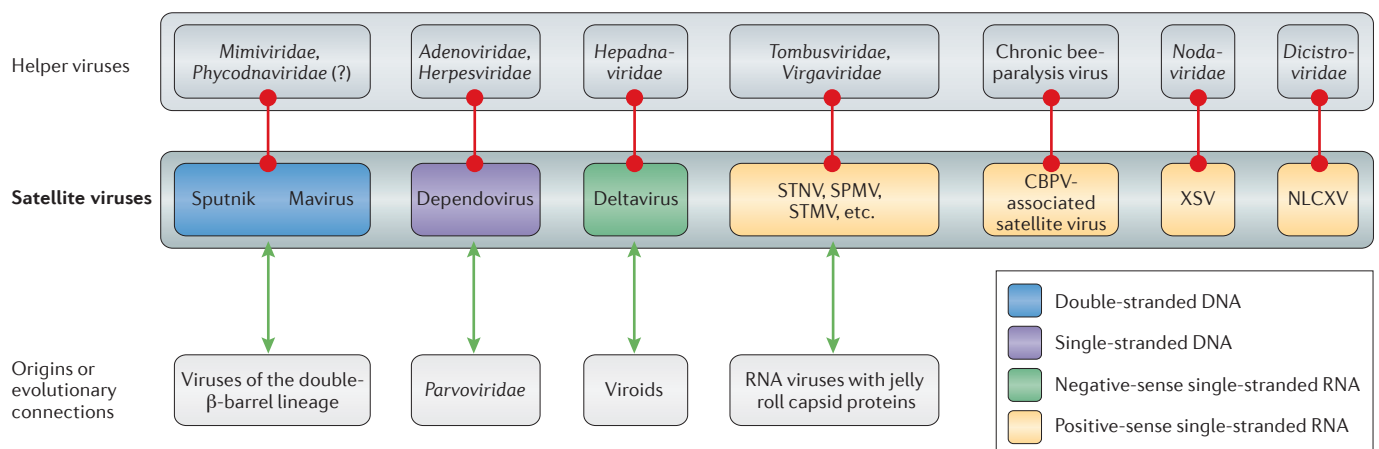 Helper viruses
Mimiviridae,
Phycodnaviridae (?)
Adenoviridae,
Herpesviridae
Hepadna-
viridae
Tombusviridae,
Virgaviridae
Chronic bee-
paralysis virus
Noda-
viridae
Dicistro-
viridae
Satellite viruses
Sputnik
Mavirus
Dependovirus
Deltavirus
STNV, SPMV,
STMV, etc.
CBPV-
associated
satellite virus
XSV
NLCXV
Origins or
evolutionary
connections
Viruses of the double-
β-barrel lineage
Parvoviridae
Viroids
RNA viruses with jelly
roll capsid proteins
Double-stranded DNA
Single-stranded DNA
Negative-sense single-stranded RNA
Positive-sense single-stranded RNA